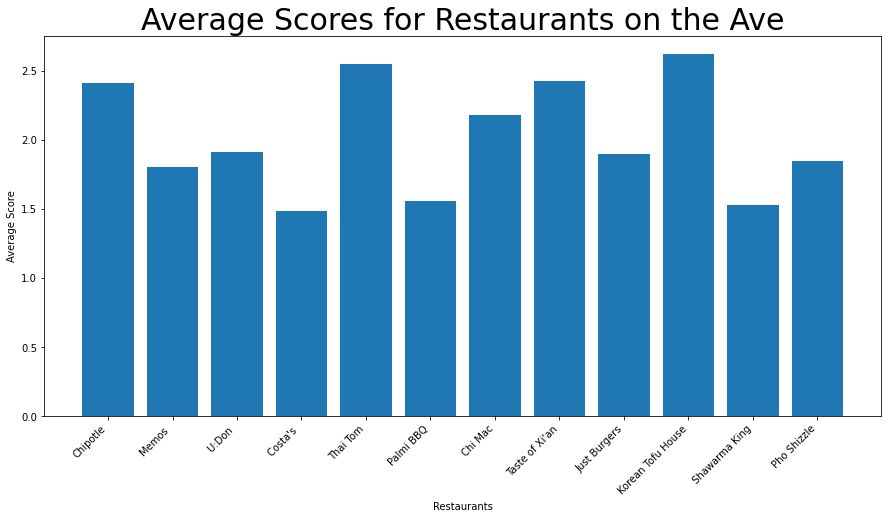 Average Scores for Restaurants on the Ave
Average Score
2.5
2.0
1.5
1.0
0.5
0.0
Chipotle
Memos
U:Don
Costa's
Thai Tom
Palmi BBQ
Chi Mac
Taste of Xi'an
Just Burgers
Korean Tofu House
Shawarma King
Pho Shizzle
Restaurants